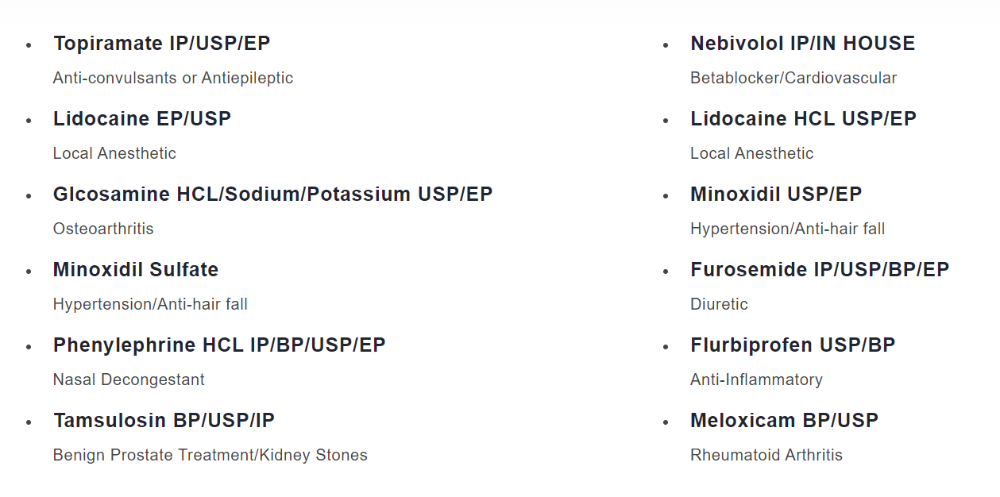 Topiramate IP/USP/EP
Anti-convulsants or Antiepileptic
Lidocaine EP/USP
Local Anesthetic
Glcosamine HCL/Sodium/Potassium USP/EP
Osteoarthritis
Minoxidil Sulfate
Hypertension/Anti-hair fall
Phenylephrine HCL IP/BP/USP/EP
Nasal Decongestant
Tamsulosin BP/USP/IP
Benign Prostate Treatment/Kidney Stones
Nebivolol IP/IN HOUSE
Betablocker/Cardiovascular
Lidocaine HCL USP/EP
Local Anesthetic
Minoxidil USP/EP
Hypertension/Anti-hair fall
Furosemide IP/USP/BP/EP
Diuretic
Flurbiprofen USP/BP
Anti-Inflammatory
Meloxicam BP/USP
Rheumatoid Arthritis